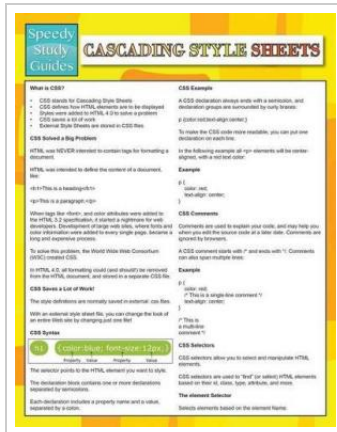 Speedy
Study
Guides
CASCADING STYLE SHEETS
What is CSS?
• CSS stands for Cascading Style Sheets
• CSS defines how HTML elements are to be displayed
• Styles were added to HTML 4.0 to solve a problem
• CSS saves a lot of work
• External Style Sheets are stored in CSS files
CSS Solved a Big Problem
HTML was NEVER intended to contain tags for formatting a
document.
HTML was intended to define the content of a document,
like:
<h1>This is a heading</h1>
<p>This is a paragraph.</p>
When tags like <font>, and color attributes were added to
the HTML 3.2 specification, it started a nightmare for web
developers. Development of large web sites, where fonts and
color information were added to every single page, became a
long and expensive process.
To solve this problem, the World Wide Web Consortium
(W3C) created CSS.
In HTML 4.0, all formatting could (and should!) be removed
from the HTML document, and stored in a separate CSS file.
CSS Saves a Lot of Work!
The style definitions are normally saved in external .css files.
With an external style sheet file, you can change the look of
an entire Web site by changing just one file!
CSS Syntax
h1 {color:blue; font-size:12px;}
Property Value Property Value
The selector points to the HTML element you want to style.
The declaration block contains one or more declarations
separated by semicolons.
Each declaration includes a property name and a value,
separated by a colon.
CSS Example
A CSS declaration always ends with a semicolon, and
declaration groups are surrounded by curly braces:
p {color:red;text-align:center;}
To make the CSS code more readable, you can put one
declaration on each line.
In the following example all <p> elements will be center-
aligned, with a red text color:
Example
p {
color: red;
text-align: center;
}
CSS Comments
Comments are used to explain your code, and may help you
when you edit the source code at a later date. Comments are
ignored by browsers.
A CSS comment starts with /* and ends with */. Comments
can also span multiple lines:
Example
p {
color: red;
/* This is a single-line comment */
text-align: center;
}
/* This is
a multi-line
comment */
CSS Selectors
CSS selectors allow you to select and manipulate HTML
elements.
CSS selectors are used to "find" (or select) HTML elements
based on their id, class, type, attribute, and more.
The element Selector
Selects elements based on the element Name.